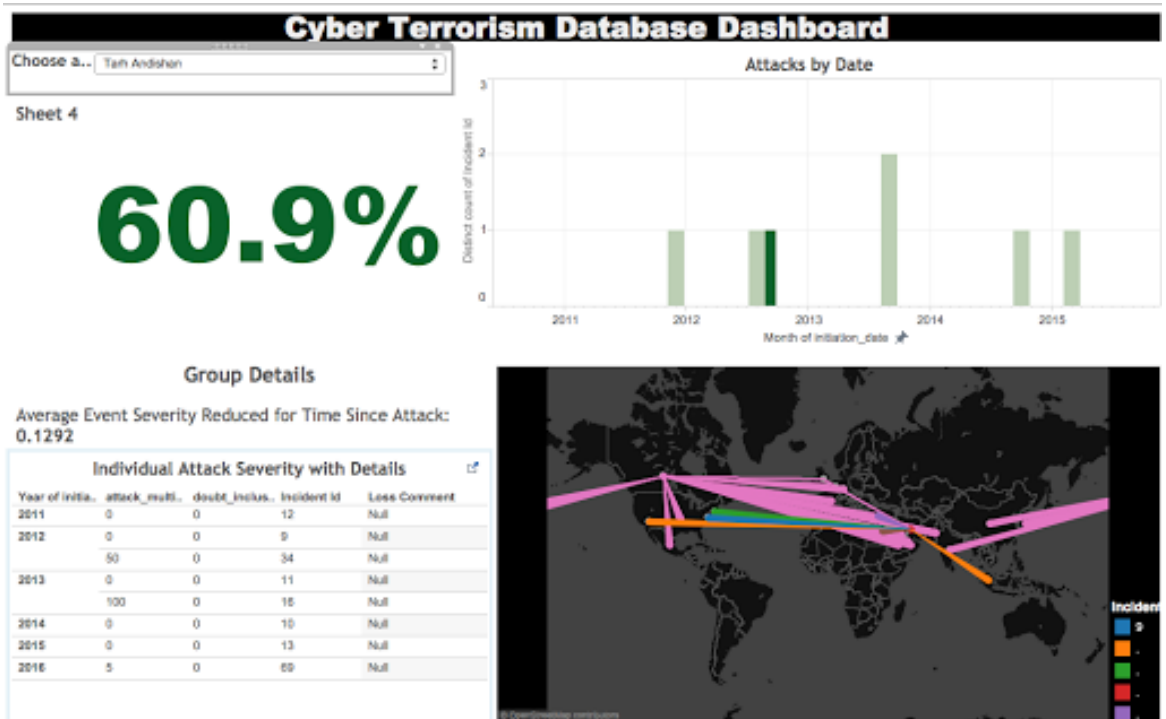 Cyber Terrorism Database Dashboard
Choose a.. Tarh Andishan
Sheet 4
60.9%
Attacks by Date
Distinct count of Incident Id
3
2
1
0
2011 2012 2013 2014 2015
Month of initiation_date
Group Details
Average Event Severity Reduced for Time Since Attack:
0.1292
Individual Attack Severity with Details
Year of initia.. attack_multi.. doubt_inclus.. Incident Id Loss Comment
2011 0 0 12 Null
2012 0 0 9 Null
50 0 34 Null
2013 0 0 11 Null
100 0 16 Null
2014 0 0 10 Null
2015 0 0 13 Null
2016 5 0 69 Null
Incident
9
© OpenStreetMap contributors